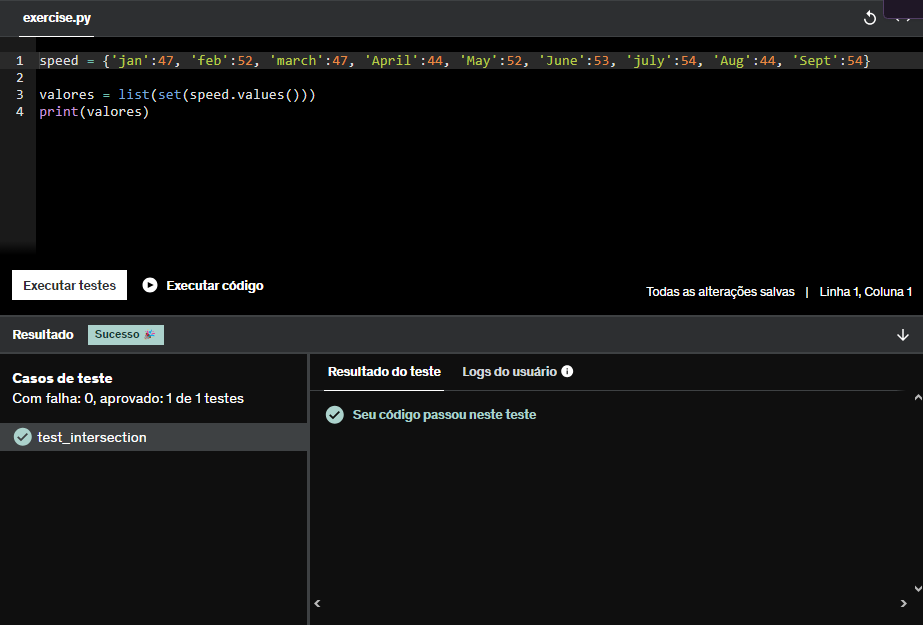 exercise.py
1 speed = {'jan':47, 'feb':52, 'march':47, 'April':44, 'May':52, 'June':53, 'july':54, 'Aug':44, 'Sept':54}
2
3 valores = list(set(speed.values()))
4 print(valores)
Executar testes
Executar código
Todas as alterações salvas | Linha 1, Coluna 1
Resultado Sucesso 🎉
Casos de teste
Com falha: 0, aprovado: 1 de 1 testes
test_intersection
Resultado do teste Logs do usuário
Seu código passou neste teste